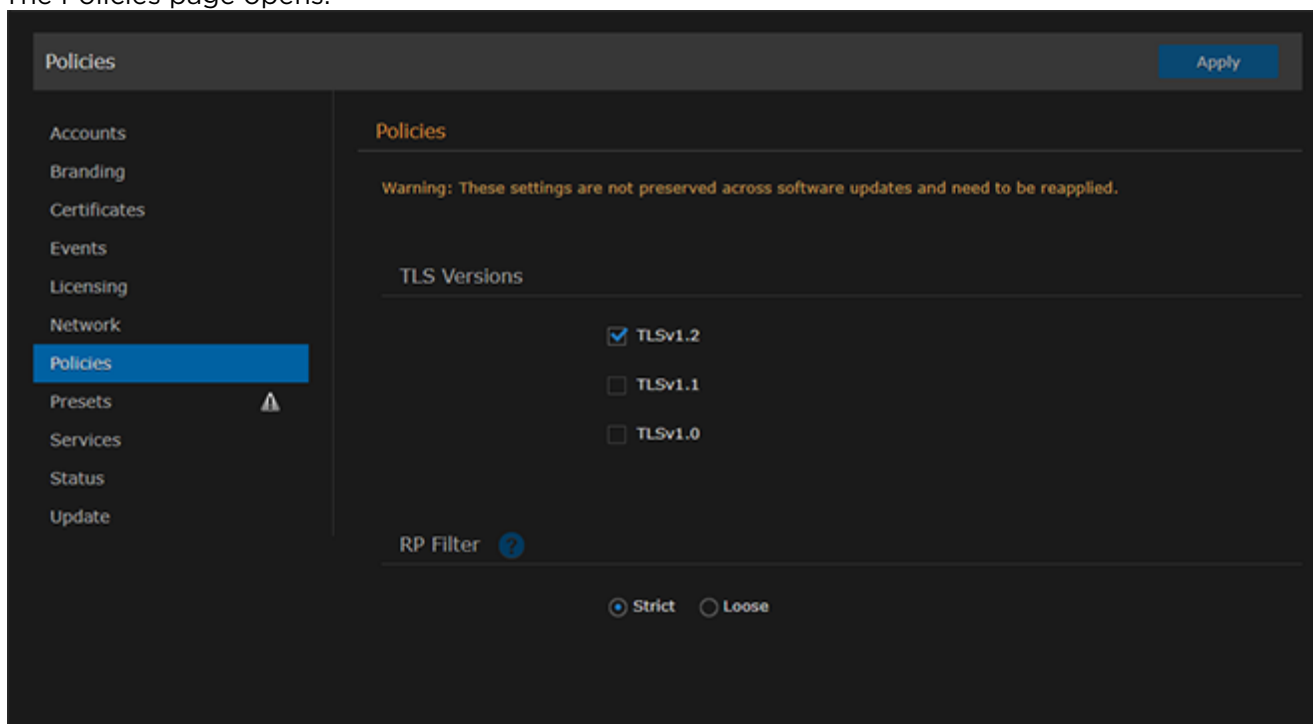 The Policies page opens.
Policies
Apply
Accounts
Branding
Certificates
Events
Licensing
Network
Policies
Presets
Services
Status
Update
Policies
Warning: These settings are not preserved across software updates and need to be reapplied.
TLS Versions
TLSv1.2
TLSv1.1
TLSv1.0
RP Filter ?
Strict Loose